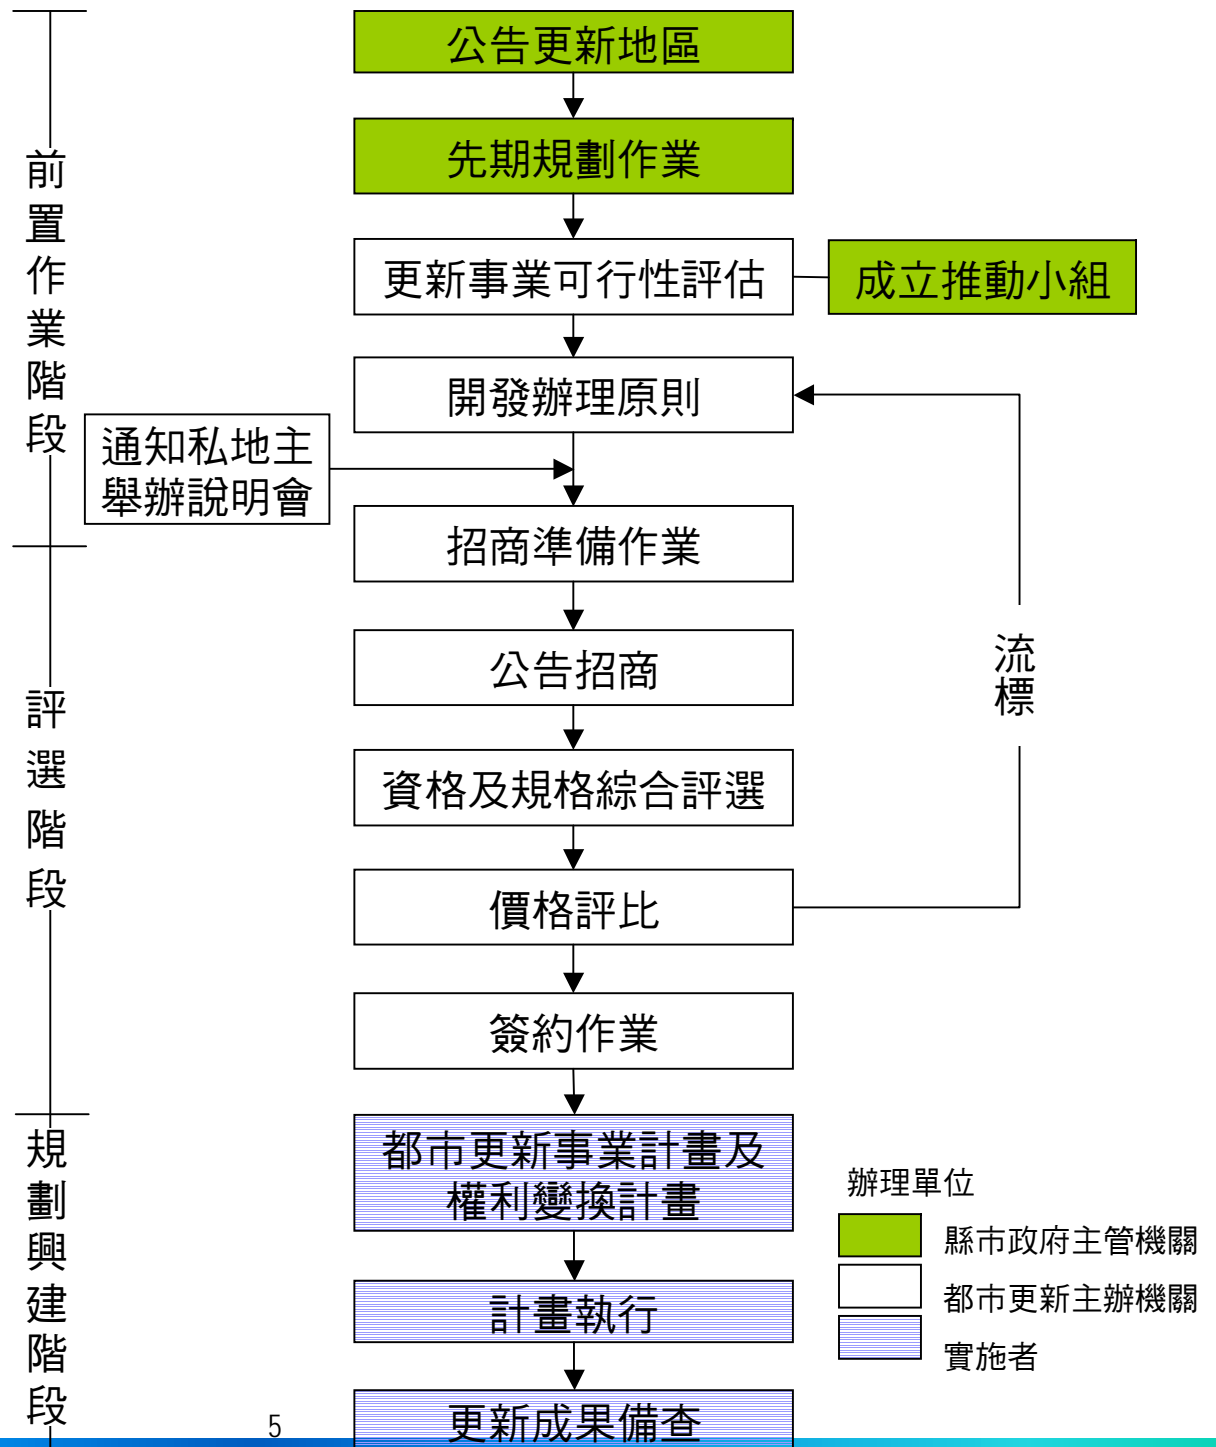 公告更新地區
先期規劃作業
更新事業可行性評估
成立推動小組
開發辦理原則
通知私地主
舉辦說明會
招商準備作業
公告招商
資格及規格綜合評選
價格評比
流標
簽約作業
都市更新事業計畫及
權利變換計畫
計畫執行
更新成果備查
前置作業階段
評選階段
規劃興建階段
辦理單位
縣市政府主管機關
都市更新主辦機關
實施者
5